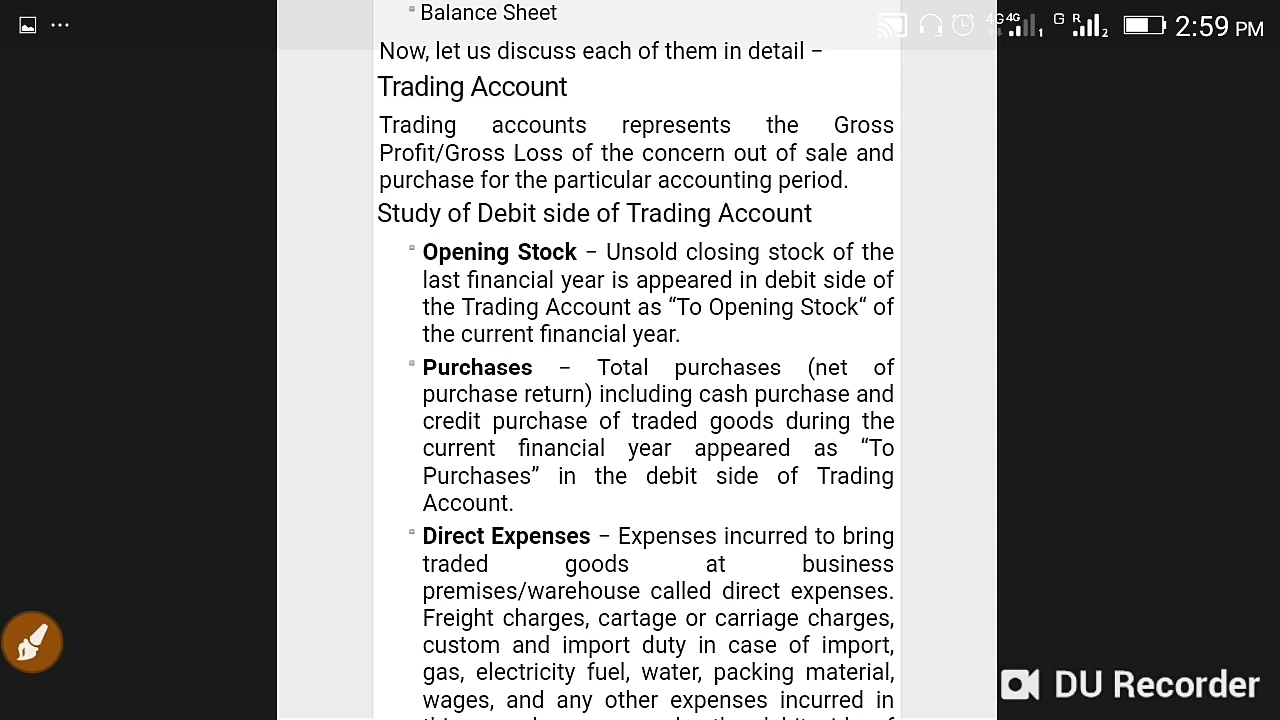 Balance Sheet
4G4G 1 G R 2 2:59 PM
Now, let us discuss each of them in detail −
Trading Account
Trading accounts represents the Gross
Profit/Gross Loss of the concern out of sale and
purchase for the particular accounting period.
Study of Debit side of Trading Account
Opening Stock − Unsold closing stock of the
last financial year is appeared in debit side of
the Trading Account as “To Opening Stock“ of
the current financial year.
Purchases − Total purchases (net of
purchase return) including cash purchase and
credit purchase of traded goods during the
current financial year appeared as “To
Purchases” in the debit side of Trading
Account.
Direct Expenses − Expenses incurred to bring
traded goods at business
premises/warehouse called direct expenses.
Freight charges, cartage or carriage charges,
custom and import duty in case of import,
gas, electricity fuel, water, packing material,
wages, and any other expenses incurred in
DU Recorder